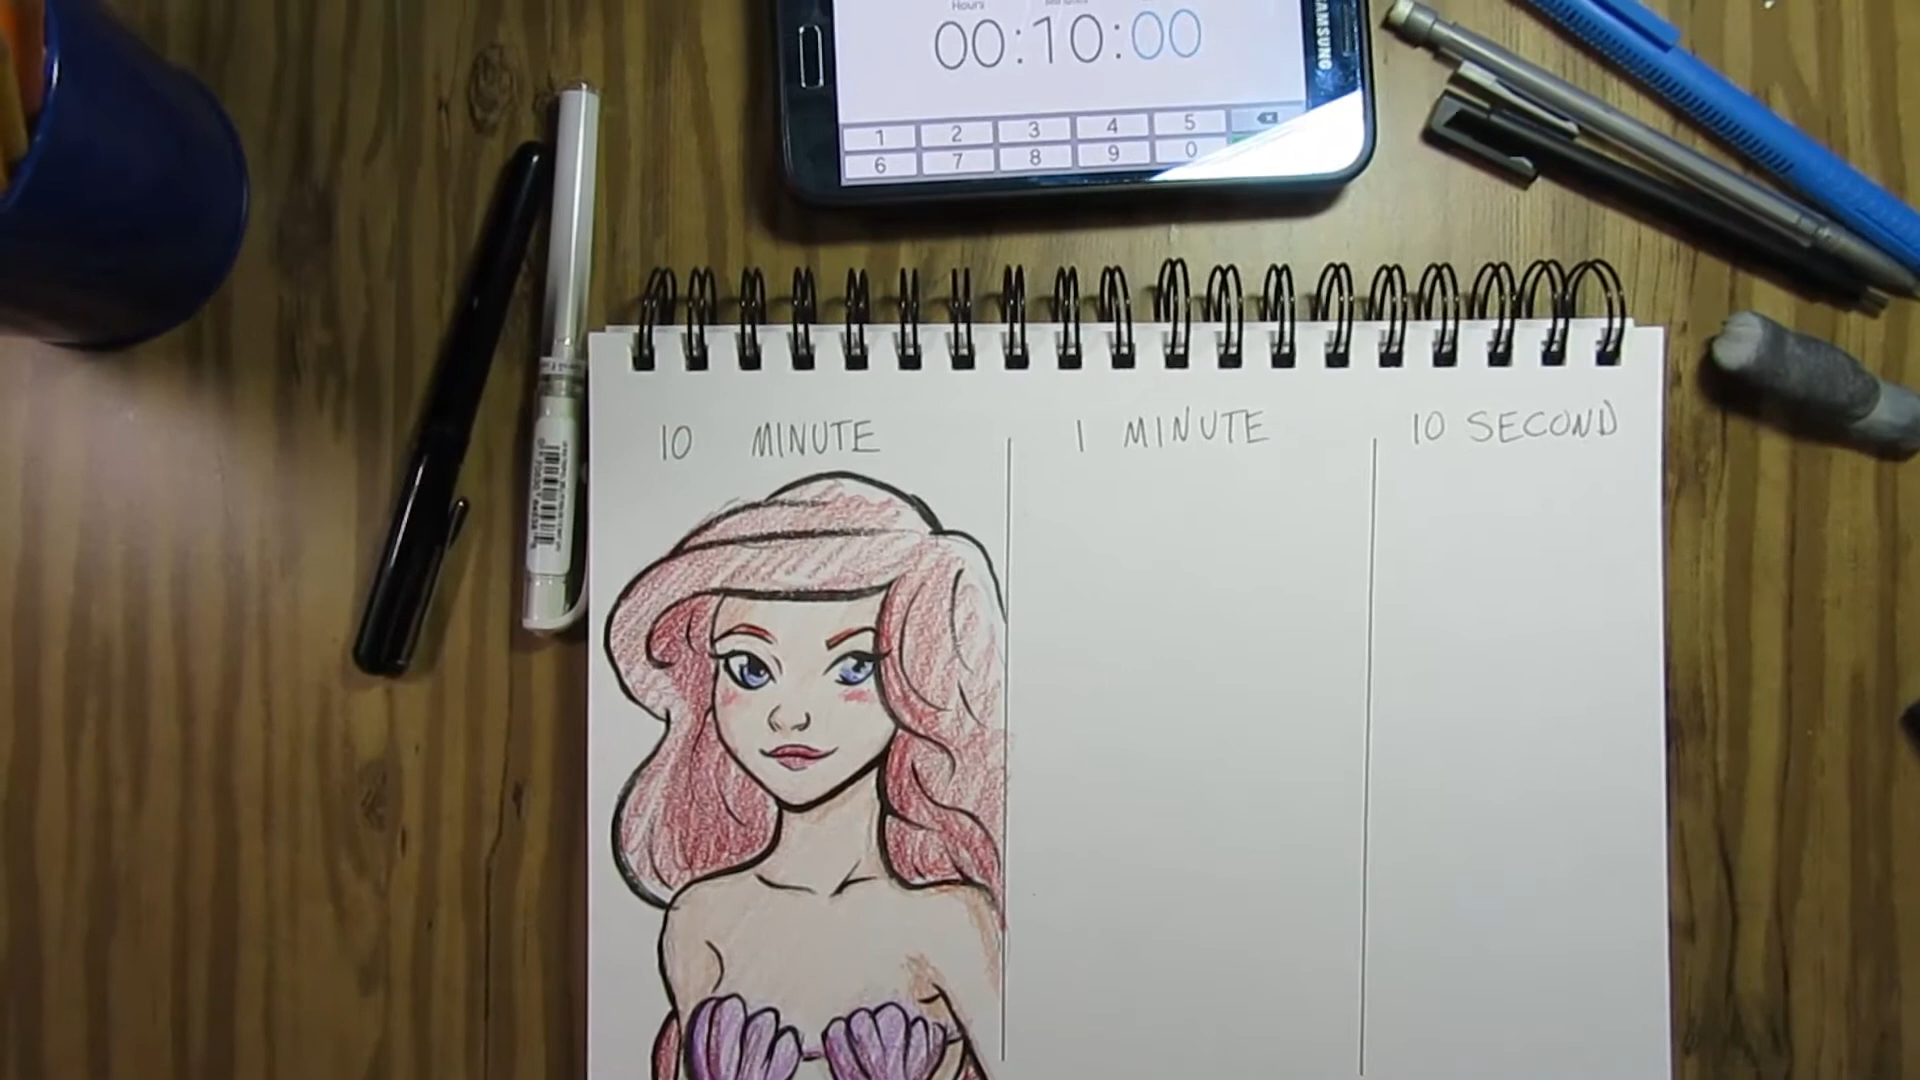 Hours
00:10:00
SAMSUNG
1 2 3 4 5
6 7 8 9 0
10 MINUTE
1 MINUTE
10 SECOND